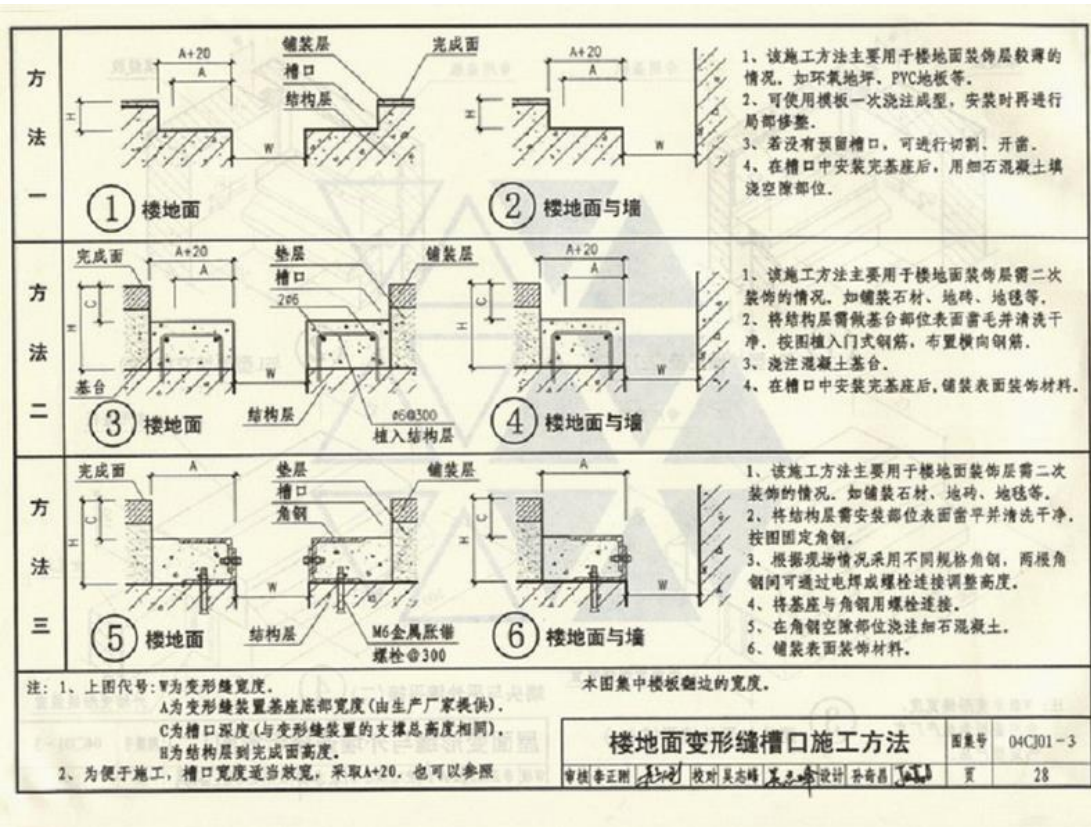 方法一
A+20
A
H
W
铺装层
完成面
槽口
结构层
① 楼地面
A+20
A
H
W
② 楼地面与墙
1、该施工方法主要用于楼地面装饰层较薄的
情况。如环氧地坪、PVC地板等。
2、可使用模板一次浇注成型，安装时再进行
局部修整。
3、若没有预留槽口，可进行切割、开凿。
4、在槽口中安装完基座后，用细石混凝土填
浇空隙部位。
方法二
完成面
A+20
A
垫层
槽口
2ø6
铺装层
C
H
W
基台
结构层
ø6@300
植入结构层
③ 楼地面
A+20
A
C
H
W
④ 楼地面与墙
1、该施工方法主要用于楼地面装饰层需二次
装饰的情况。如铺装石材、地砖、地毯等。
2、将结构层需做基台部位表面凿毛并清洗干
净．按图植入门式钢筋，布置横向钢筋．
3、浇注混凝土基台．
4、在槽口中安装完基座后,铺装表面装饰材料．
方法三
完成面
A
垫层
槽口
角钢
铺装层
C
H
W
结构层
M6金属胀锚
螺栓@300
⑤ 楼地面
A
C
H
W
⑥ 楼地面与墙
1、该施工方法主要用于楼地面装饰层需二次
装饰的情况。如铺装石材、地砖、地毯等。
2、将结构层需安装部位表面凿平并清洗干净．
按图固定角钢。
3、根据现场情况采用不同规格角钢，两根角
钢间可通过电焊或螺栓连接调整高度。
4、将基座与角钢用螺栓连接。
5、在角钢空隙部位浇注细石混凝土。
6、铺装表面装饰材料。
注: 1、上图代号:W为变形缝宽度．
A为变形缝装置基座底部宽度(由生产厂家提供)．
C为槽口深度(与变形缝装置的支撑总高度相同)．
H为结构层到完成面高度．
2、为便于施工，槽口宽度适当放宽，采取A+20．也可以参照
本图集中楼板翻边的宽度．
楼地面变形缝槽口施工方法
图集号 04CJ01-3
审核 李正刚 校对 吴志峰 设计 孙奇昌 页 28